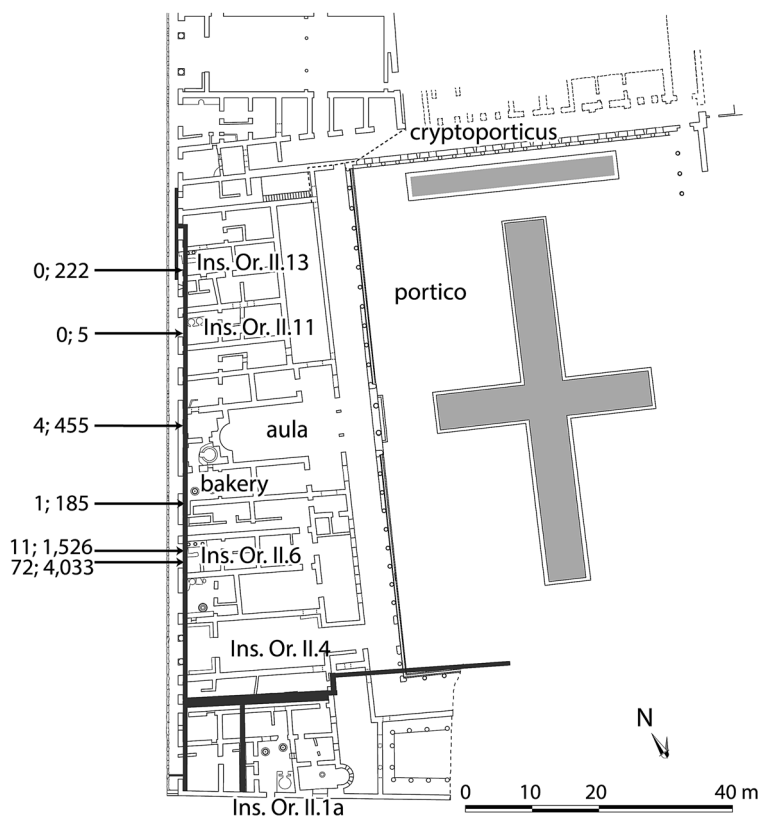 cryptoporticus
Ins. Or. II.13
0; 222
portico
Ins. Or. II.11
0; 5
4; 455
aula
bakery
1; 185
11; 1,526
Ins. Or. II.6
72; 4,033
Ins. Or. II.4
N
0 10 20 40 m
Ins. Or. II.1a